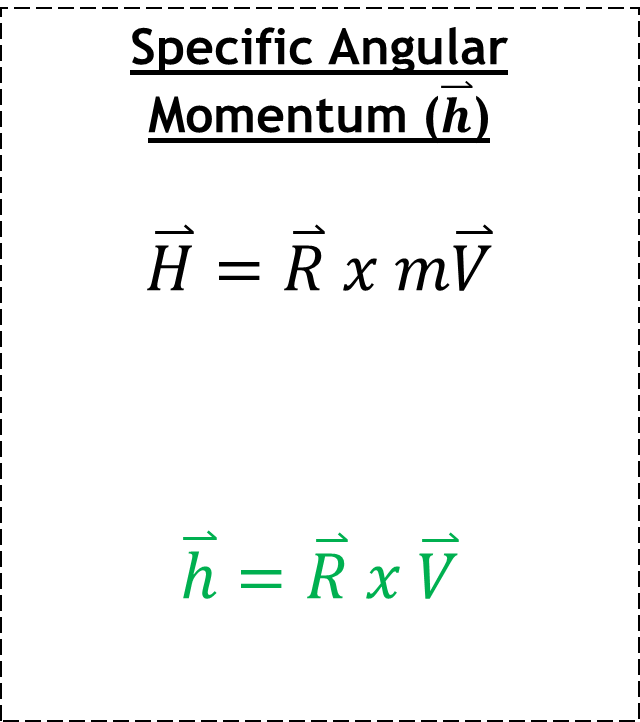 Specific Angular
Momentum (h⃑)
H⃑ = R⃑ x mV⃑
h⃑ = R⃑ x V⃑